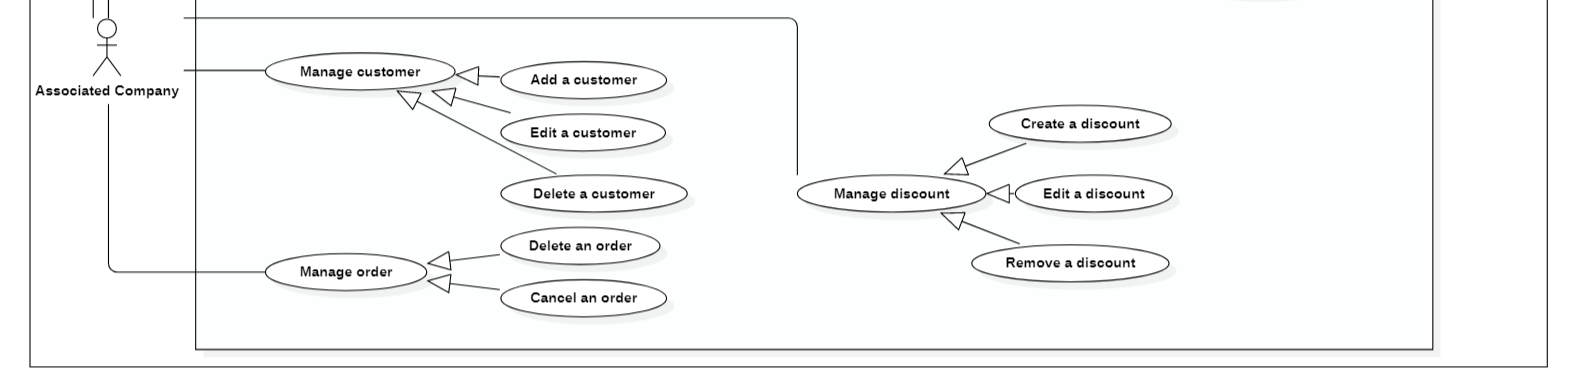 Associated Company
Manage customer
Add a customer
Edit a customer
Delete a customer
Manage order
Delete an order
Cancel an order
Manage discount
Create a discount
Edit a discount
Remove a discount